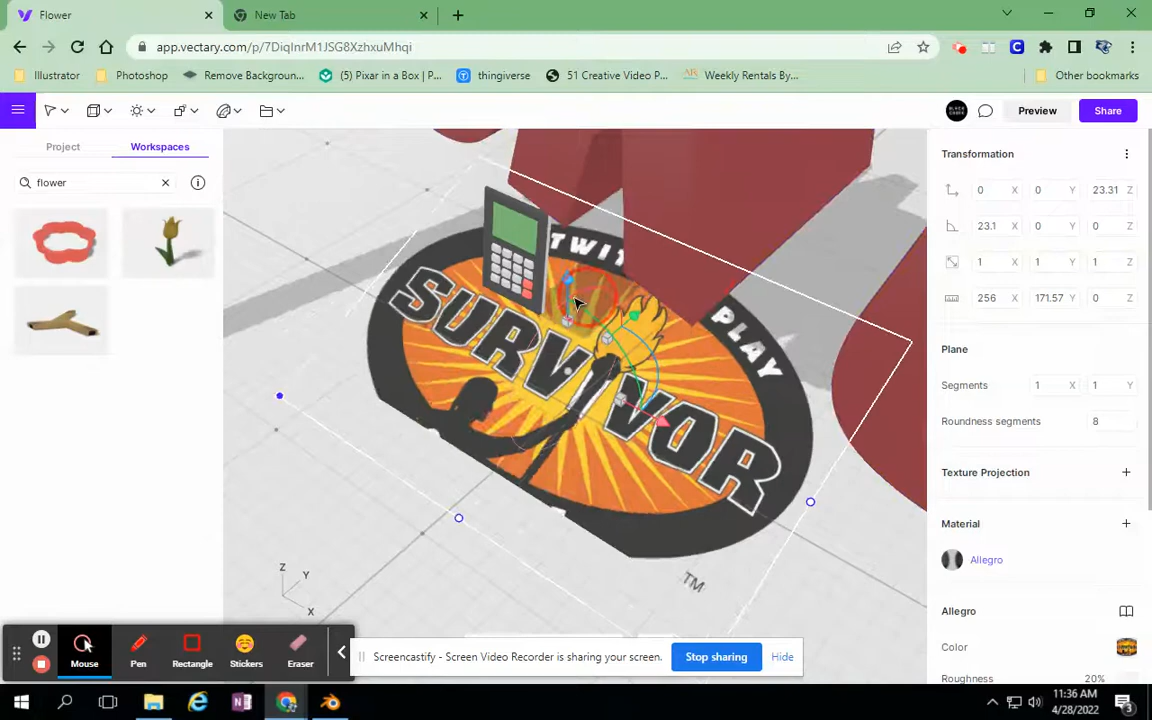 Flower
New Tab
app.vectary.com/p/7DiqInrM1JSG8XzhxuMhqi
Illustrator
Photoshop
Remove Backgroun...
(5) Pixar in a Box | P...
thingiverse
51 Creative Video P...
Weekly Rentals By...
Other bookmarks
Preview
Share
Project
Workspaces
flower
Transformation
0 X 0 Y 23.31 Z
23.1 0 0
1 X 1 Y 1 Z
256 X 171.57 Y 0 Z
Plane
Segments 1 X 1 Y
Roundness segments 8
Texture Projection
Material
Allegro
Allegro
Color
Roughness 20%
TWI
PLAY
SURVIVOR
TM
Z
Y
X
Mouse
Pen
Rectangle
Stickers
Eraser
Screencastify - Screen Video Recorder is sharing your screen.
Stop sharing
Hide
11:36 AM
4/28/2022
3